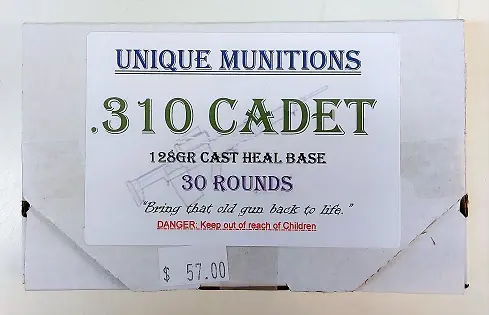 UNIQUE MUNITIONS
.310 CADET
128GR CAST HEAL BASE
30 ROUNDS
"Bring that old gun back to life."
DANGER: Keep out of reach of Children
$ 57.00